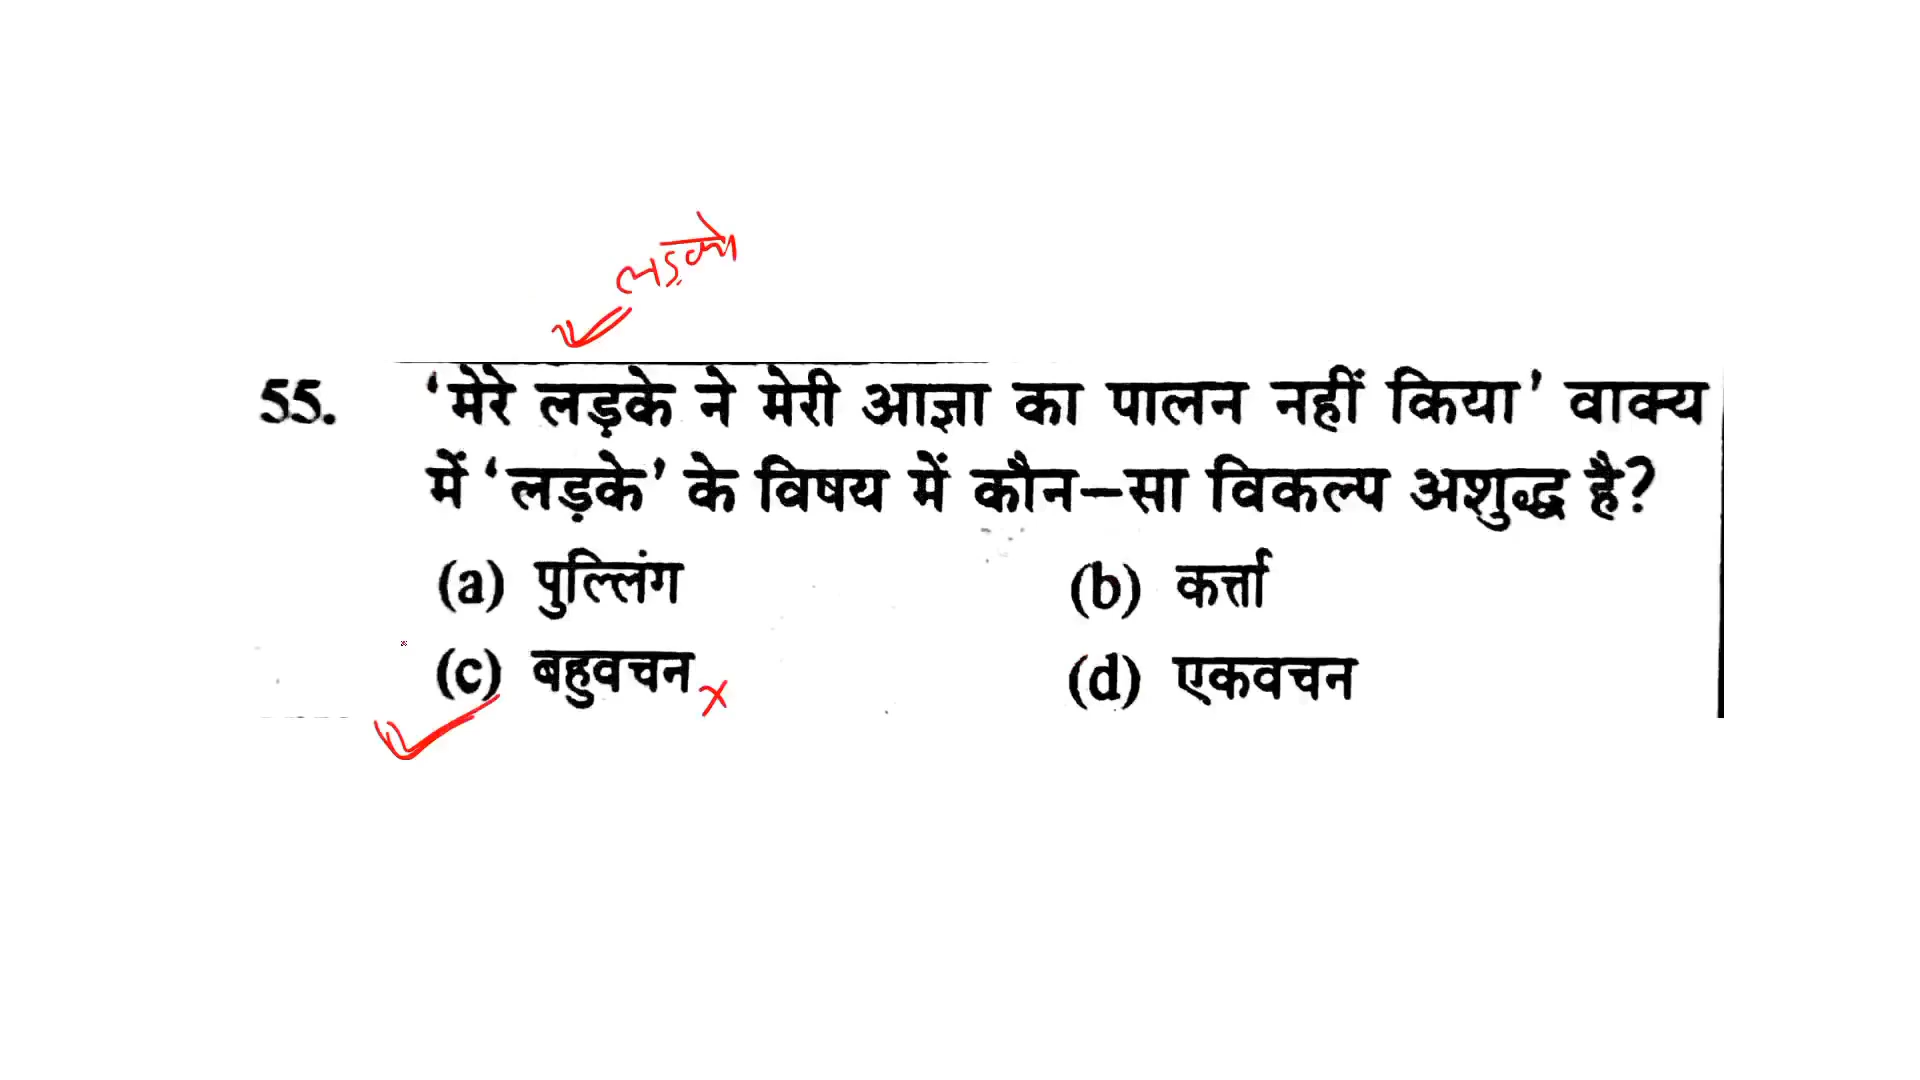 लड़को
55. ‘मेरे लड़के ने मेरी आज्ञा का पालन नहीं किया’ वाक्य
में ‘लड़के’ के विषय में कौन–सा विकल्प अशुद्ध है?
(a) पुल्लिंग (b) कर्त्ता
(c) बहुवचन (d) एकवचन